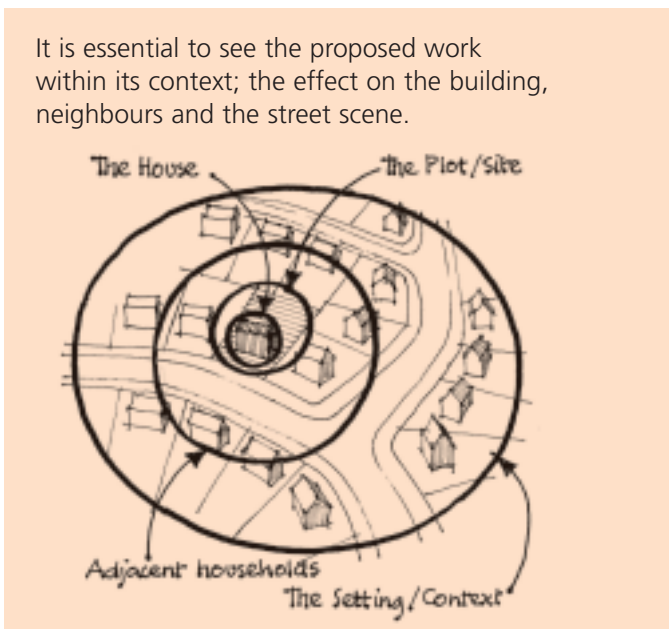 It is essential to see the proposed work
within its context; the effect on the building,
neighbours and the street scene.
The House
the Plot/Site
Adjacent households
The Setting/Context